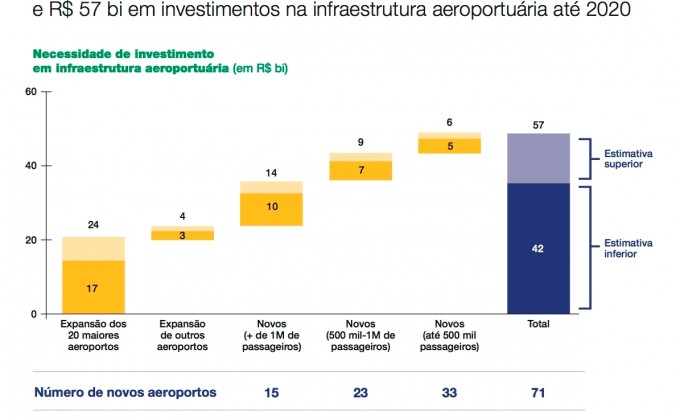 e R$ 57 bi em investimentos na infraestrutura aeroportuária até 2020
Necessidade de investimento
em infraestrutura aeroportuária (em R$ bi)
60
40
20
0
24
17
4
3
14
10
9
7
6
5
57
42
Estimativa
superior
Estimativa
inferior
Expansão dos
20 maiores
aeroportos
Expansão
de outros
aeroportos
Novos
(+ de 1M de
passageiros)
Novos
(500 mil-1M de
passageiros)
Novos
(até 500 mil
passageiros)
Total
Número de novos aeroportos 15 23 33 71